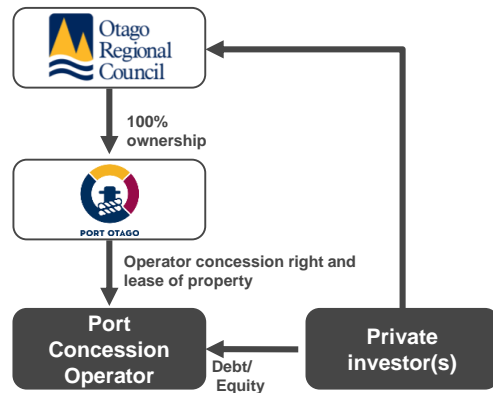 Otago
Regional
Council
100%
ownership
PORT OTAGO
Operator concession right and
lease of property
Port
Concession
Operator
Debt/
Equity
Private
investor(s)